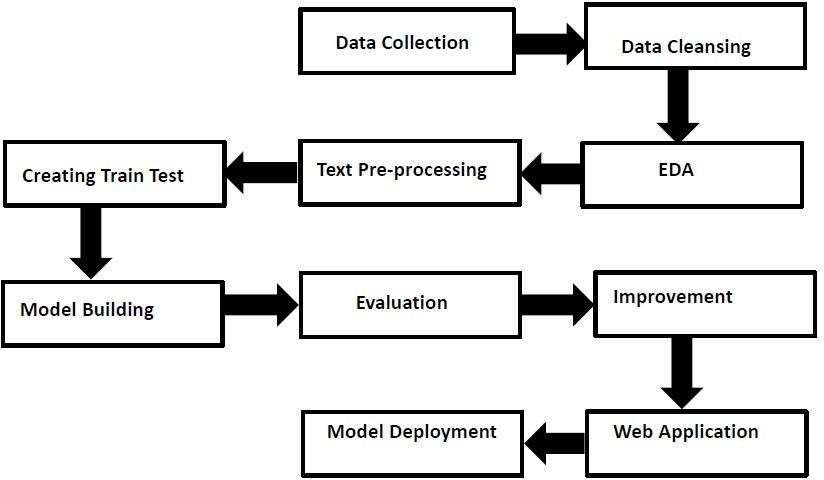 Data Collection
Data Cleansing
EDA
Text Pre-processing
Creating Train Test
Model Building
Evaluation
Improvement
Web Application
Model Deployment